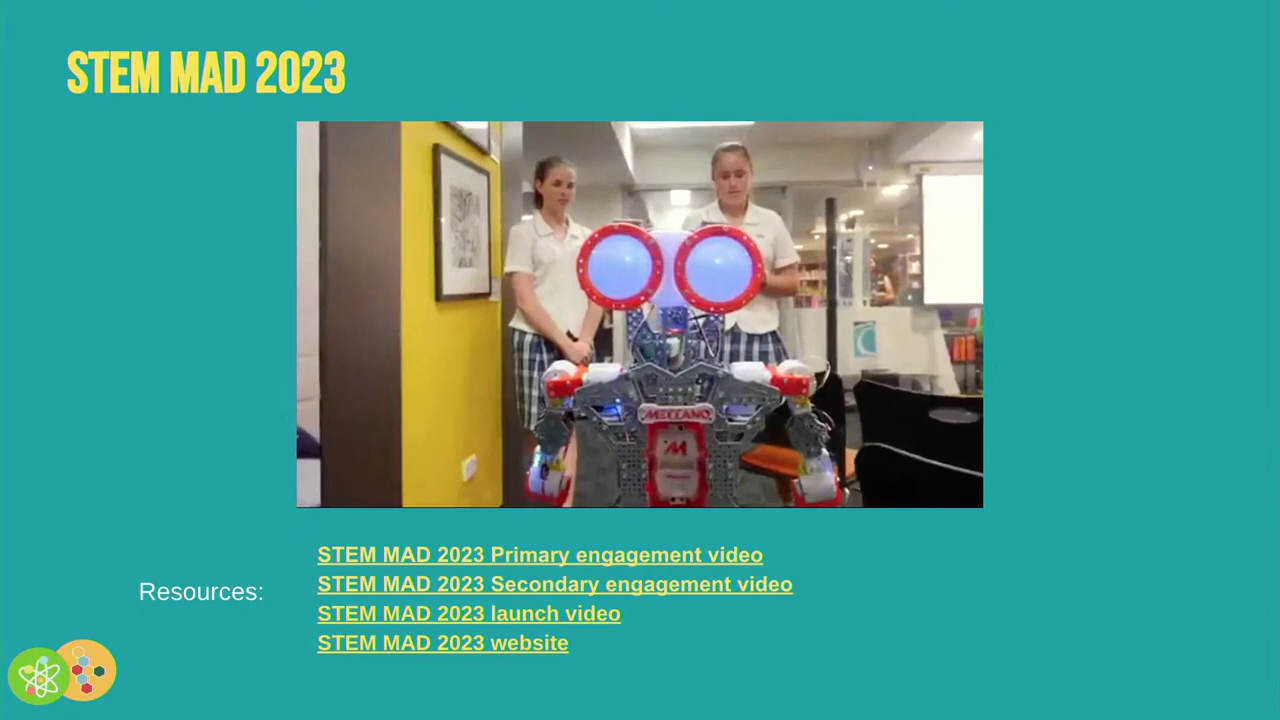 STEM MAD 2023
MECCANO
M
STEM MAD 2023 Primary engagement video
STEM MAD 2023 Secondary engagement video
Resources:
STEM MAD 2023 launch video
STEM MAD 2023 website